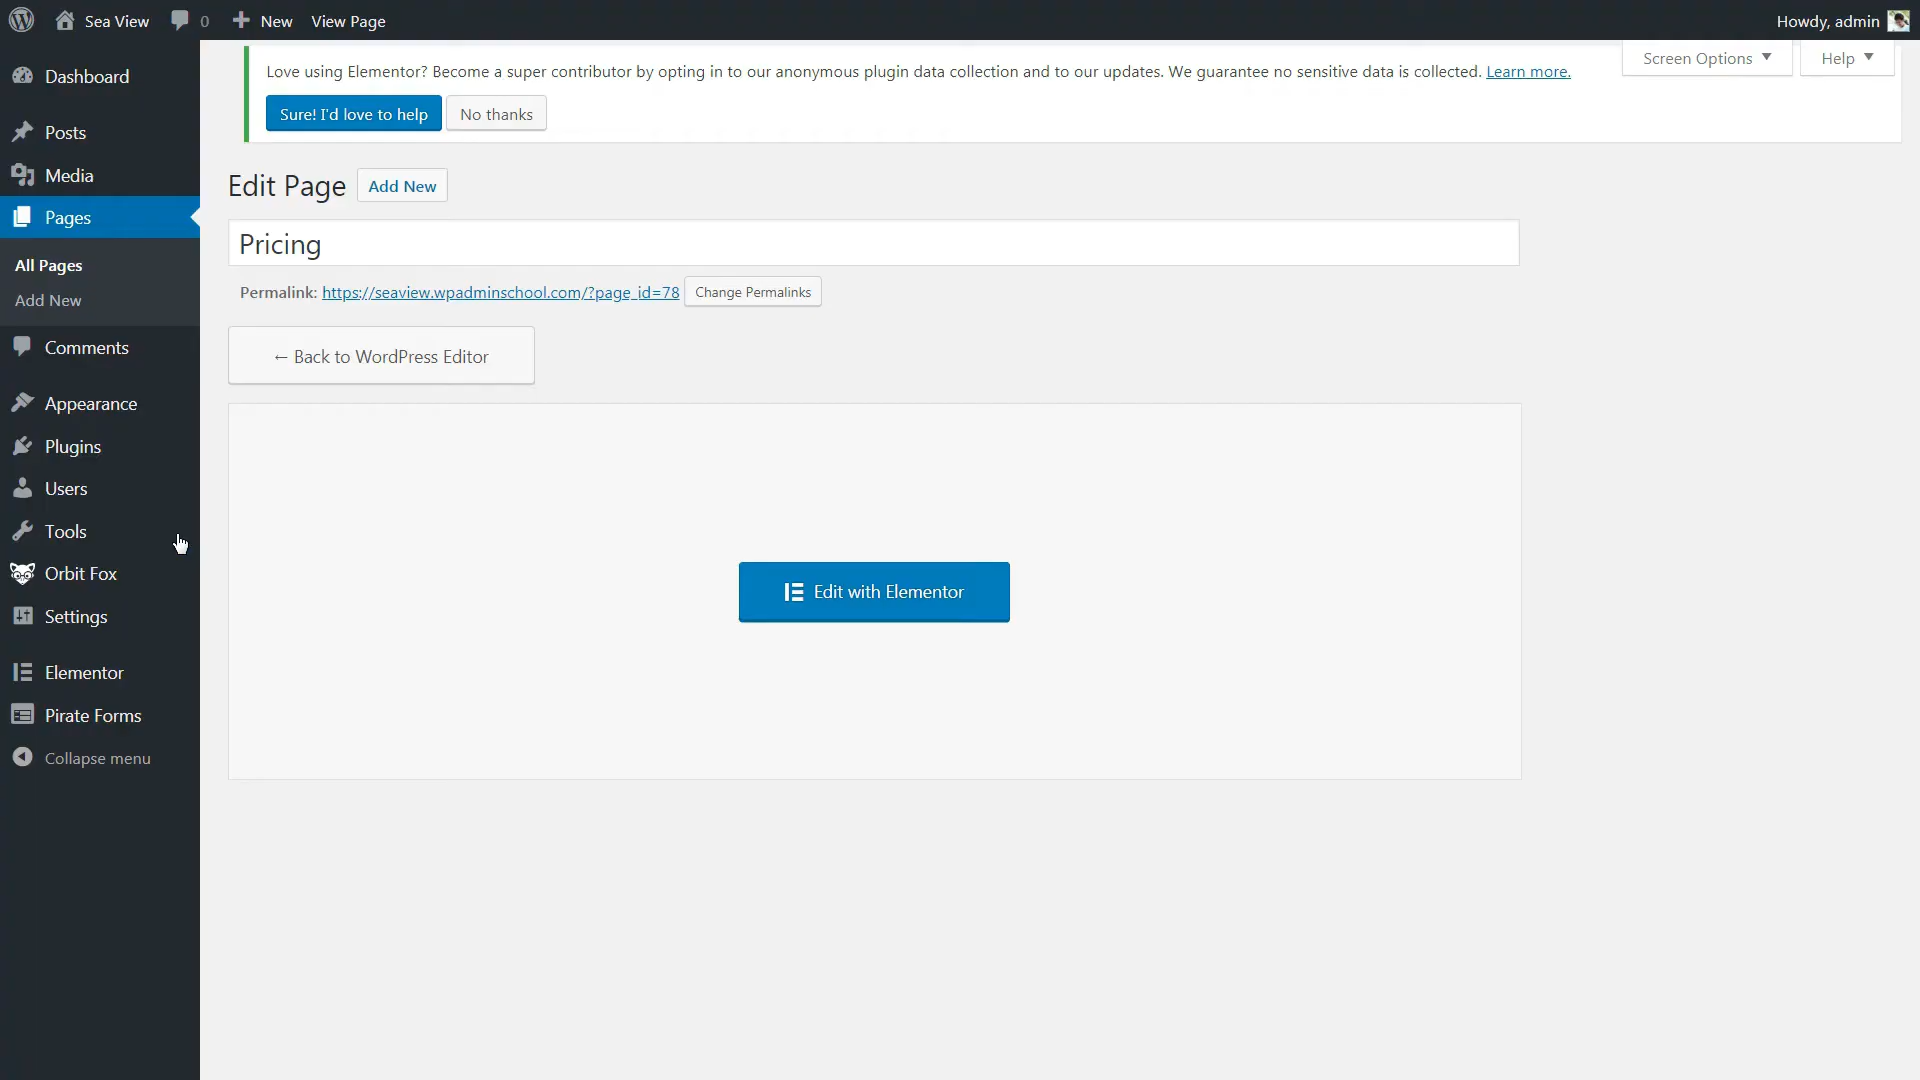 Sea View 0 New View Page Howdy, admin
Dashboard
Posts
Media
Pages
All Pages
Add New
Comments
Appearance
Plugins
Users
Tools
Orbit Fox
Settings
Elementor
Pirate Forms
Collapse menu
Screen Options Help
Love using Elementor? Become a super contributor by opting in to our anonymous plugin data collection and to our updates. We guarantee no sensitive data is collected. Learn more.
Sure! I'd love to help No thanks
Edit Page Add New
Pricing
Permalink: https://seaview.wpadminschool.com/?page_id=78 Change Permalinks
← Back to WordPress Editor
Edit with Elementor